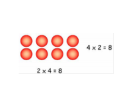 4 x 2 = 8
2 x 4 = 8